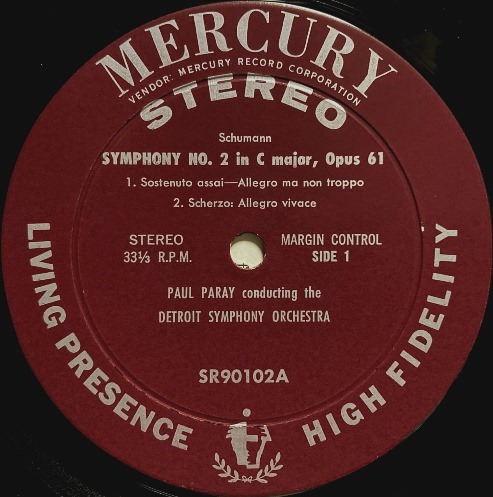 MERCURY
VENDOR: MERCURY RECORD CORPORATION
STEREO
Schumann
SYMPHONY NO. 2 in C major, Opus 61
1. Sostenuto assai—Allegro ma non troppo
2. Scherzo: Allegro vivace
STEREO
33⅓ R.P.M.
MARGIN CONTROL
SIDE 1
PAUL PARAY conducting the
DETROIT SYMPHONY ORCHESTRA
SR90102A
LIVING PRESENCE
HIGH FIDELITY